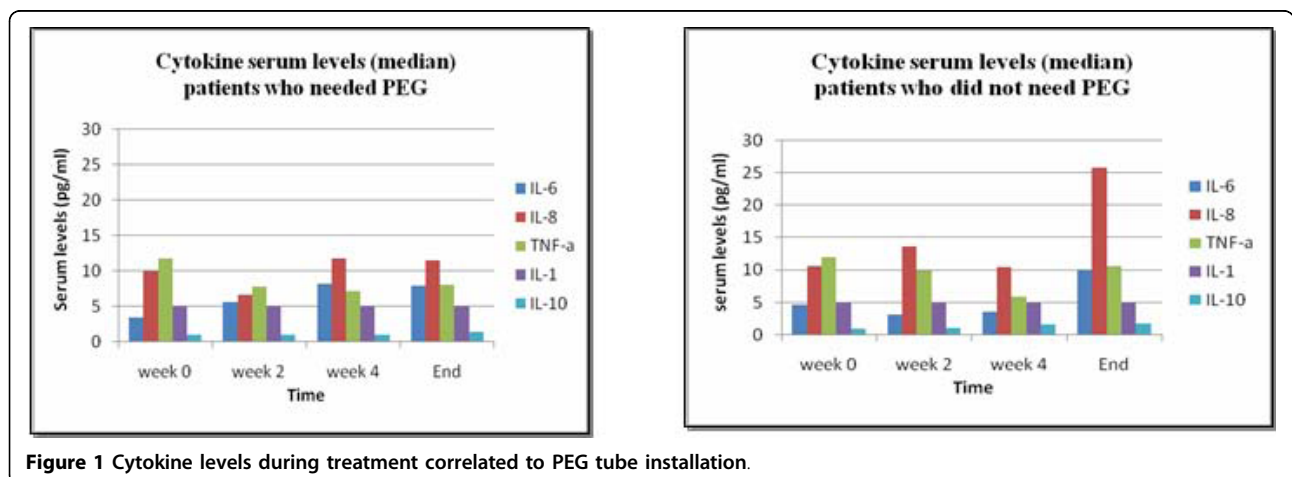 Cytokine serum levels (median)
patients who needed PEG
Serum levels (pg/ml)
30
25
20
15
10
5
0
week 0 week 2 week 4 End
Time
IL-6
IL-8
TNF-a
IL-1
IL-10
Cytokine serum levels (median)
patients who did not need PEG
serum levels (pg/ml)
30
25
20
15
10
5
0
week 0 week 2 week 4 End
Time
IL-6
IL-8
TNF-a
IL-1
IL-10
Figure 1 Cytokine levels during treatment correlated to PEG tube installation.